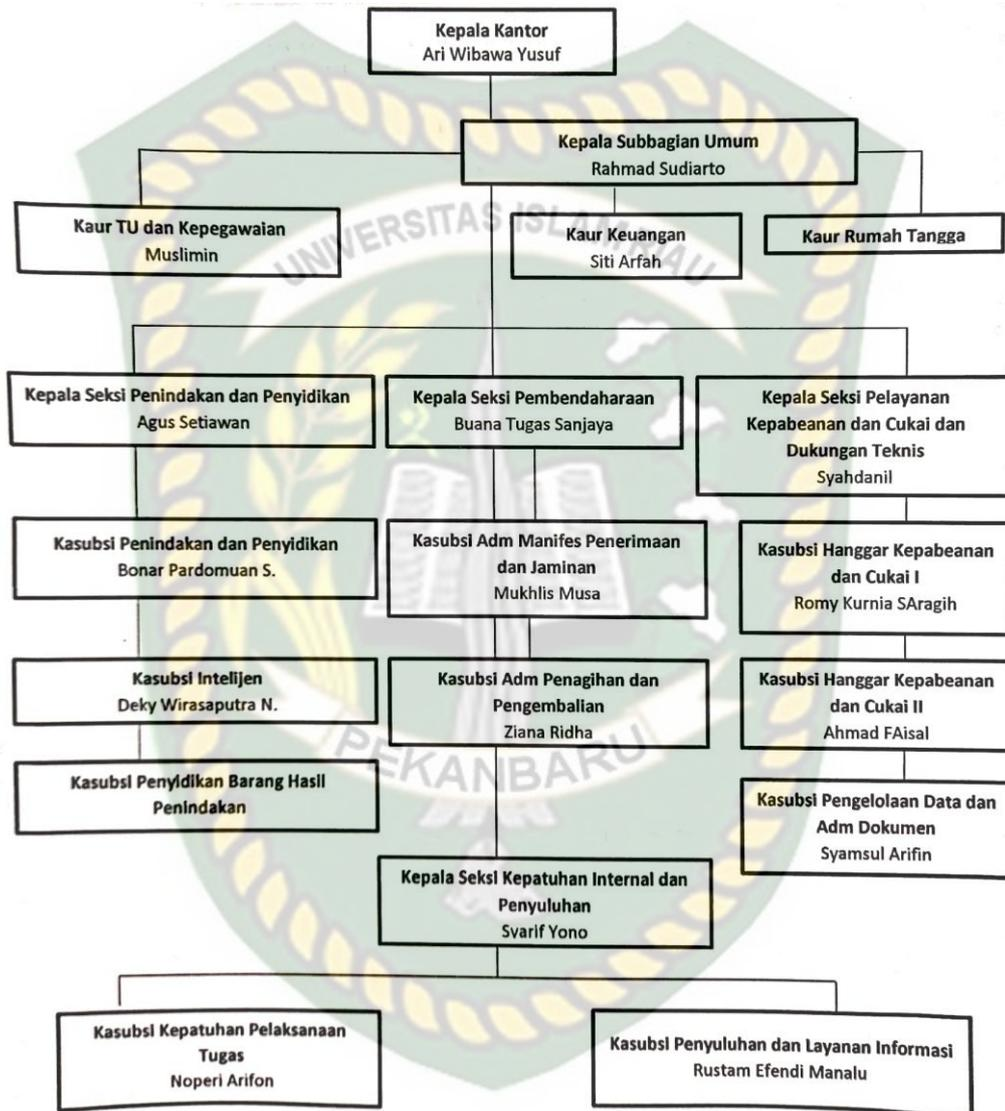 Kepala Kantor
Ari Wibawa Yusuf
Kepala Subbagian Umum
Rahmad Sudiarto
Kaur TU dan Kepegawaian
Muslimin
Kaur Keuangan
Siti Arfah
Kaur Rumah Tangga
UNIVERSITAS ISLAM RIAU
Kepala Seksi Penindakan dan Penyidikan
Agus Setiawan
Kepala Seksi Pembendaharaan
Buana Tugas Sanjaya
Kepala Seksi Pelayanan
Kepabeanan dan Cukai dan
Dukungan Teknis
Syahdanil
Kasubsi Penindakan dan Penyidikan
Bonar Pardomuan S.
Kasubsi Adm Manifes Penerimaan
dan Jaminan
Mukhlis Musa
Kasubsi Hanggar Kepabeanan
dan Cukai I
Romy Kurnia SAragih
Kasubsi Intelijen
Deky Wirasaputra N.
Kasubsi Adm Penagihan dan
Pengembalian
Ziana Ridha
Kasubsi Hanggar Kepabeanan
dan Cukai II
Ahmad FAisal
PEKANBARU
Kasubsi Penyidikan Barang Hasil
Penindakan
Kasubsi Pengelolaan Data dan
Adm Dokumen
Syamsul Arifin
Kepala Seksi Kepatuhan Internal dan
Penyuluhan
Svarif Yono
Kasubsi Kepatuhan Pelaksanaan
Tugas
Noperi Arifon
Kasubsi Penyuluhan dan Layanan Informasi
Rustam Efendi Manalu